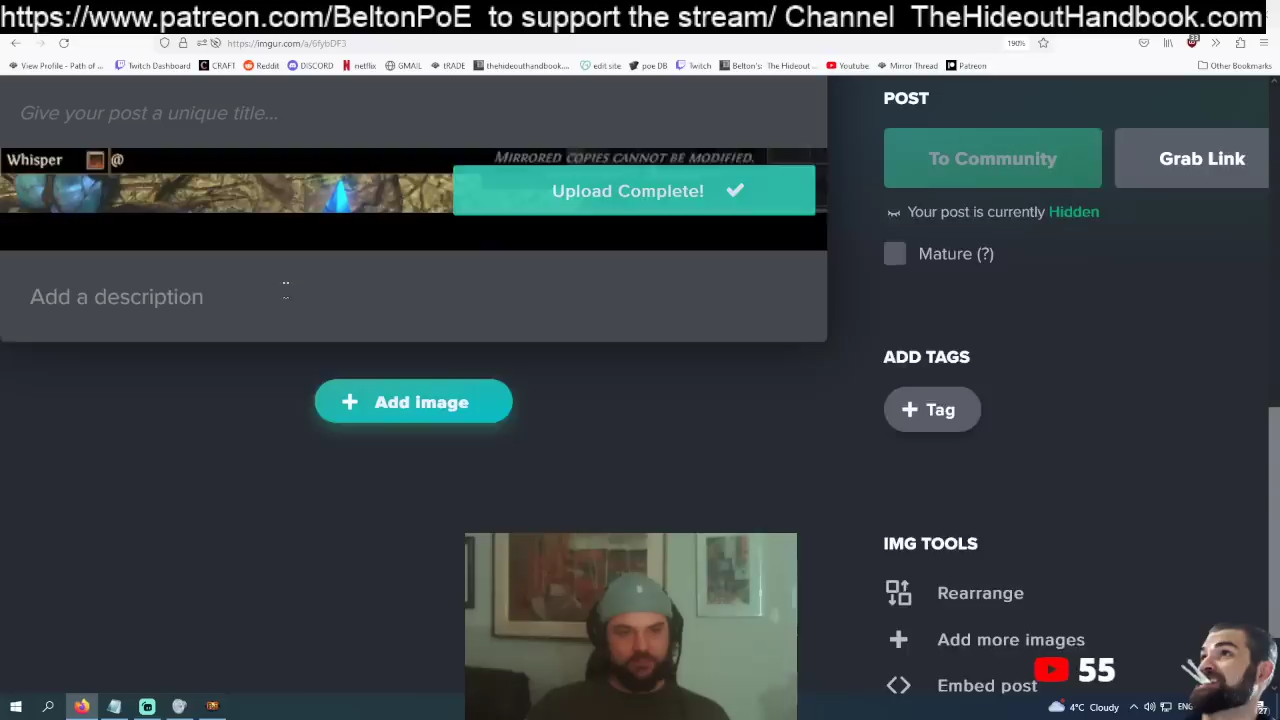 https://www.patreon.com/BeltonPoE to support the stream/ Channel TheHideoutHandbook.com
https://imgur.com/a/6fybDF3
190%
33
View Profile - Path of ...
Twitch Dashboard
CRAFT
Reddit
DISCORD
netflix
GMAIL
tRADE
thehideouthandbook....
edit site
poe DB
Twitch
Belton's: The Hideout ...
Youtube
Mirror Thread
Patreon
Other Bookmarks
Give your post a unique title...
POST
Whisper @
MIRRORED COPIES CANNOT BE MODIFIED.
To Community
Grab Link
Upload Complete!
Your post is currently Hidden
Mature (?)
Add a description
ADD TAGS
+ Add image
+ Tag
IMG TOOLS
Rearrange
Add more images
55
Embed post
4°C Cloudy
ENG
27